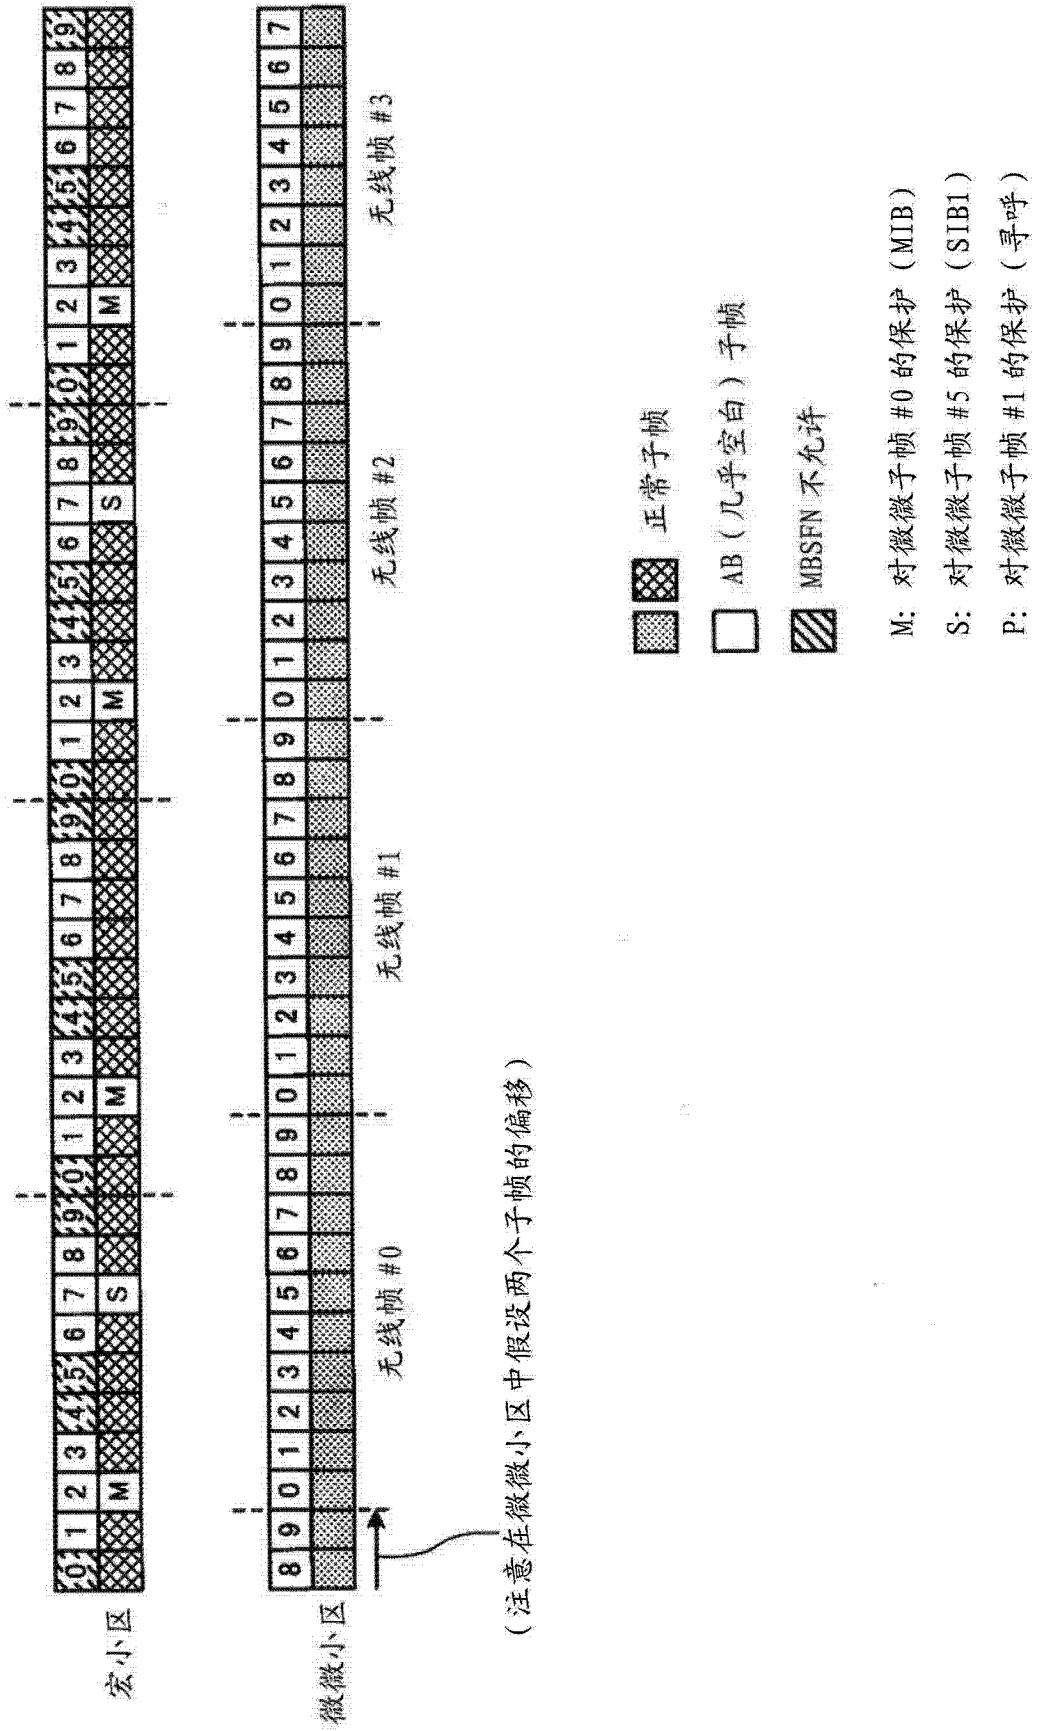 宏小区
0 1 2 3 4 5 6 7 8 9 0 1 2 3 4 5 6 7 8 9 0 1 2 3 4 5 6 7 8 9 0 1 2 3 4 5 6 7 8 9
M S M M S M
微微小区
8 9 0 1 2 3 4 5 6 7 8 9 0 1 2 3 4 5 6 7 8 9 0 1 2 3 4 5 6 7 8 9 0 1 2 3 4 5 6 7
无线帧 #0 无线帧 #1 无线帧 #2 无线帧 #3
(注意在微微小区中假设两个子帧的偏移)
正常子帧
AB(几乎空白)子帧
MBSFN 不允许
M: 对微微子帧 #0 的保护(MIB)
S: 对微微子帧 #5 的保护(SIB1)
P: 对微微子帧 #1 的保护(寻呼)